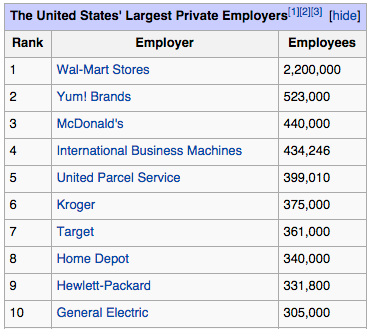 The United States' Largest Private Employers[1][2][3] [hide]
Rank Employer Employees
1 Wal-Mart Stores 2,200,000
2 Yum! Brands 523,000
3 McDonald's 440,000
4 International Business Machines 434,246
5 United Parcel Service 399,010
6 Kroger 375,000
7 Target 361,000
8 Home Depot 340,000
9 Hewlett-Packard 331,800
10 General Electric 305,000